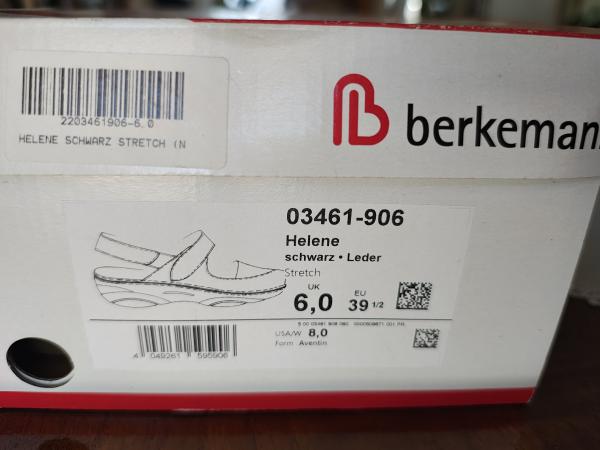 2203461906-6.0
HELENE SCHWARZ STRETCH (N
berkeman
03461-906
Helene
schwarz • Leder
Stretch
UK
6,0
EU
39 1/2
USA/W 8,0
Form Aventin
4 049261 595906